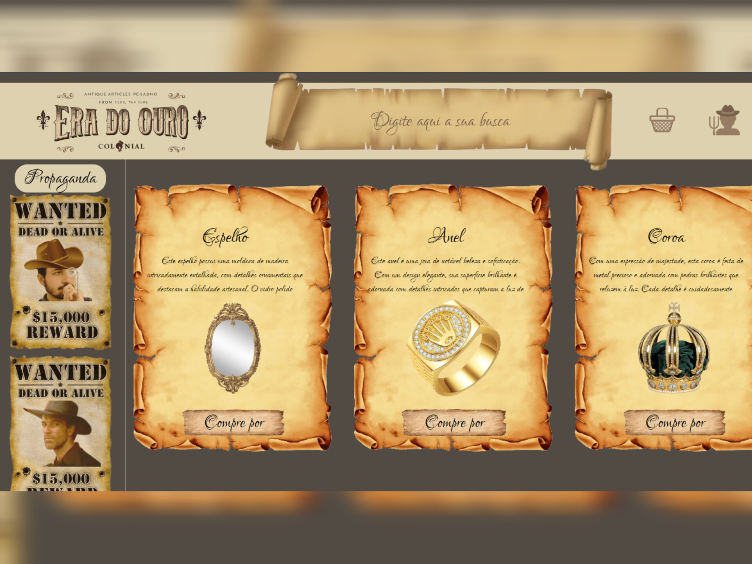 ANTIQUE ARTICLES
ERA DO OURO
COLONIAL
Digite aqui a sua busca
Propaganda
WANTED
DEAD OR ALIVE
$15,000
REWARD
WANTED
DEAD OR ALIVE
$15,000
REWARD
Espelho
Este espelho possui uma moldura de madeira
intricadamente entalhada, com detalhes ornamentais que
destacam a habilidade artesanal. O vidro polido
Compre por
Anel
Este anel é uma joia de notável beleza e sofisticação.
Com um design elegante, sua superfície brilhante é
adornada com detalhes intricados que capturam a luz de
Compre por
Coroa
Com uma expressão de majestade, esta coroa é feita de
metal precioso e adornada com pedras brilhantes que
reluzem à luz. Cada detalhe é cuidadosamente
Compre por